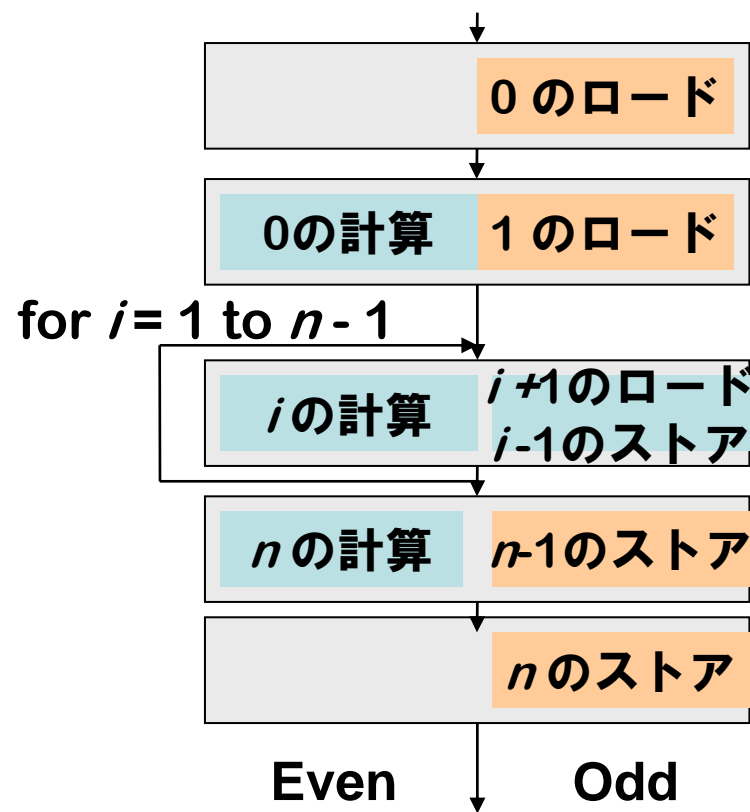 0 のロード
0の計算 1 のロード
for i = 1 to n - 1
i の計算
i +1のロード
i -1のストア
n の計算 n-1のストア
n のストア
Even Odd